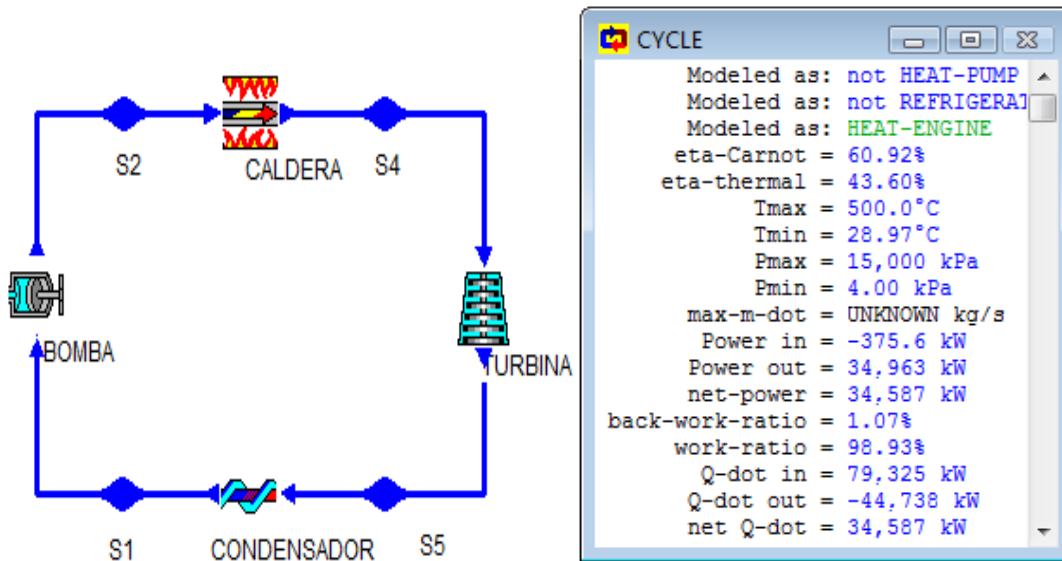 S2
CALDERA
S4
BOMBA
TURBINA
S1
CONDENSADOR
S5
CYCLE
Modeled as: not HEAT-PUMP
Modeled as: not REFRIGERAT
Modeled as: HEAT-ENGINE
eta-Carnot = 60.92%
eta-thermal = 43.60%
Tmax = 500.0°C
Tmin = 28.97°C
Pmax = 15,000 kPa
Pmin = 4.00 kPa
max-m-dot = UNKNOWN kg/s
Power in = -375.6 kW
Power out = 34,963 kW
net-power = 34,587 kW
back-work-ratio = 1.07%
work-ratio = 98.93%
Q-dot in = 79,325 kW
Q-dot out = -44,738 kW
net Q-dot = 34,587 kW